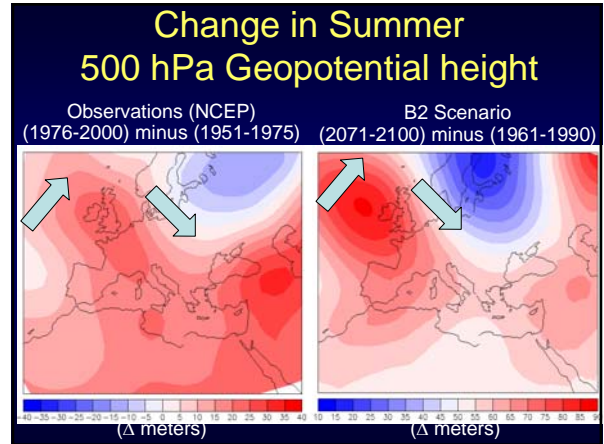 Change in Summer
500 hPa Geopotential height
Observations (NCEP)
(1976-2000) minus (1951-1975)
B2 Scenario
(2071-2100) minus (1961-1990)
-40 -35 -30 -25 -20 -15 -10 -5 0 5 10 15 20 25 30 35 40
10 15 20 25 30 35 40 45 50 55 60 65 70 75 80 85 90
(Δ meters)
(Δ meters)